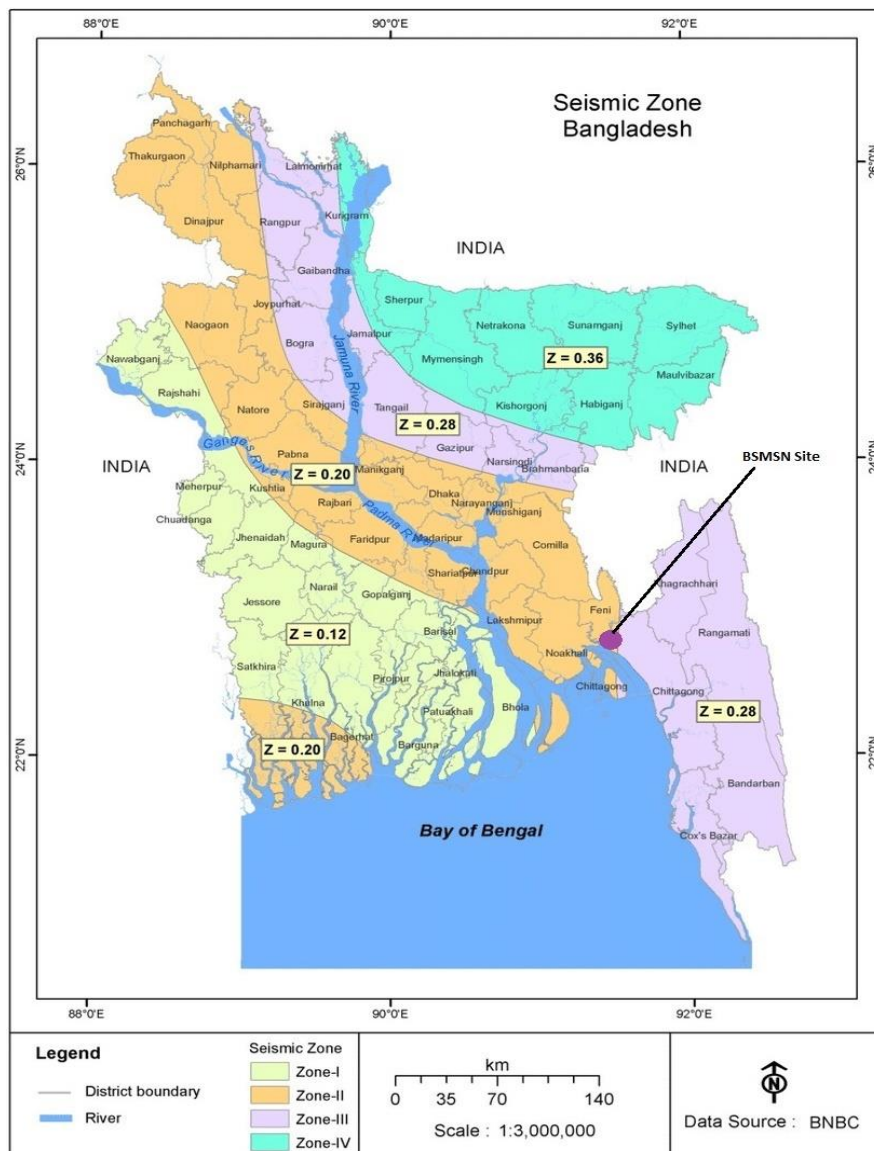 88°0'E 90°0'E 92°0'E
Seismic Zone
Bangladesh
26°N
26°N
24°N
24°N
22°N
22°N
Panchagarh
Thakurgaon
Nilphamari
Lalmonirhat
Dinajpur
Rangpur
Kurigram
INDIA
Gaibandha
Joypurhat
Sherpur
Netrakona
Sunamganj
Sylhet
Naogaon
Jamalpur
Nawabganj
Bogra
Jamuna River
Mymensingh
Z = 0.36
Maulvibazar
Rajshahi
Sirajganj
Tangail
Kishorgonj
Habiganj
Natore
Z = 0.28
Gazipur
INDIA
Ganges River
Pabna
Narsingdi
Brahmanbaria
INDIA
BSMSN Site
Z = 0.20
Manikganj
Meherpur
Kushtia
Dhaka
Narayanganj
Chuadanga
Rajbari
Padma River
Munshiganj
Jhenaidah
Magura
Faridpur
Madaripur
Comilla
Shariatpur
Chandpur
Khagrachhari
Narail
Gopalganj
Jessore
Lakshmipur
Feni
Rangamati
Z = 0.12
Barisal
Noakhali
Satkhira
Pirojpur
Jhalokati
Chittagong
Chittagong
Khulna
Patuakhali
Bhola
Z = 0.28
Bagerhat
Z = 0.20
Barguna
Bandarban
Bay of Bengal
Cox's Bazar
88°0'E 90°0'E 92°0'E
Legend
District boundary
River
Seismic Zone
Zone-I
Zone-II
Zone-III
Zone-IV
km
0 35 70 140
Scale : 1:3,000,000
N
Data Source : BNBC